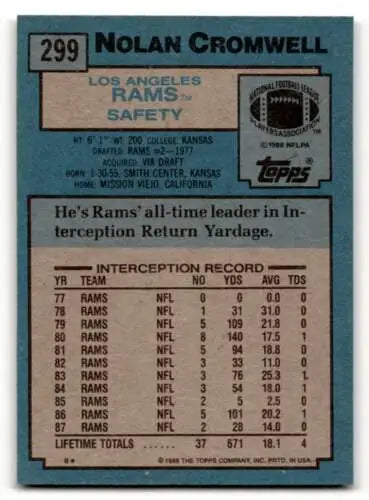 299 NOLAN CROMWELL
LOS ANGELES
RAMS™
SAFETY
NATIONAL FOOTBALL LEAGUE
PLAYERS ASSOCIATION
© 1988 NFLPA
Topps®
HT: 6' 1" WT: 200 COLLEGE: KANSAS
DRAFTED: RAMS #2-1977
ACQUIRED: VIA DRAFT
BORN: 1-30-55, SMITH CENTER, KANSAS
HOME: MISSION VIEJO, CALIFORNIA
He's Rams' all-time leader in In-
terception Return Yardage.
INTERCEPTION RECORD
YR TEAM NO YDS AVG TDS
77 RAMS NFL 0 0 0.0 0
78 RAMS NFL 1 31 31.0 0
79 RAMS NFL 5 109 21.8 0
80 RAMS NFL 8 140 17.5 1
81 RAMS NFL 5 94 18.8 0
82 RAMS NFL 3 33 11.0 0
83 RAMS NFL 3 76 25.3 1
84 RAMS NFL 3 54 18.0 1
85 RAMS NFL 2 5 2.5 0
86 RAMS NFL 5 101 20.2 1
87 RAMS NFL 2 28 14.0 0
LIFETIME TOTALS ...... 37 671 18.1 4
© 1988 THE TOPPS COMPANY, INC. PRTD. IN U.S.A.